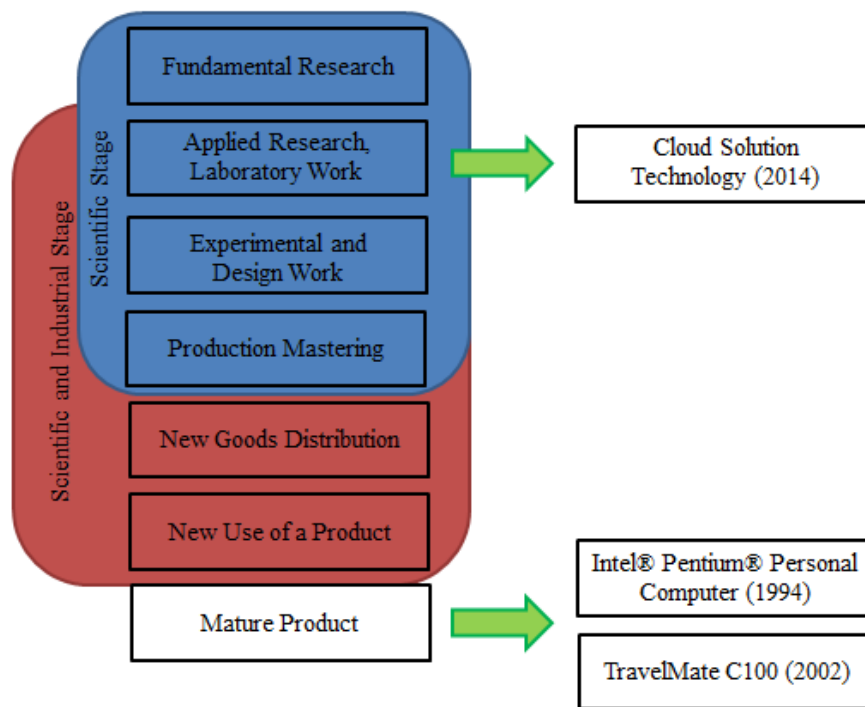 Scientific and Industrial Stage
Scientific Stage
Fundamental Research
Applied Research,
Laboratory Work
Experimental and
Design Work
Production Mastering
New Goods Distribution
New Use of a Product
Mature Product
Cloud Solution
Technology (2014)
Intel® Pentium® Personal
Computer (1994)
TravelMate C100 (2002)